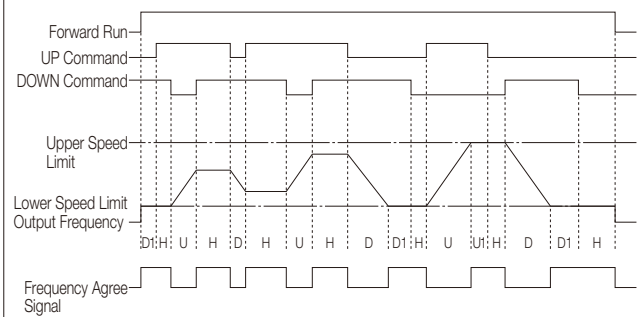 Forward Run
UP Command
DOWN Command
Upper Speed
Limit
Lower Speed Limit
Output Frequency
D1 H U H D H U H D D1 H U U1 H D D1 H
Frequency Agree
Signal